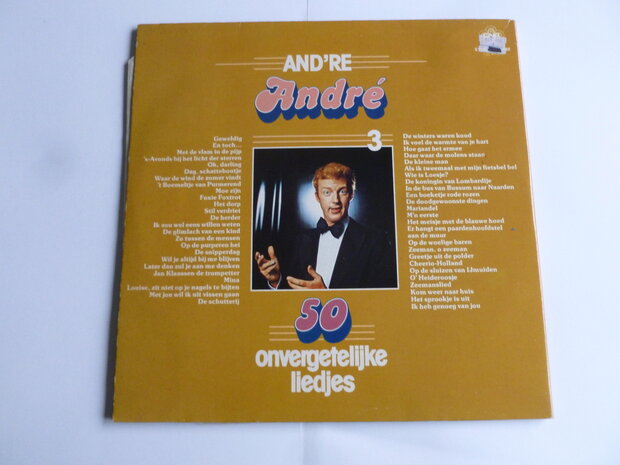 AND'RE
André
3
Geweldig
En toch...
Met de vlam in de pijp
's-Avonds bij het licht der sterren
Ok, darling
Dag, schattebootje
Waar de wind de zomer vindt
't Boemeltje van Purmerend
Moe zijn
Foxie Foxtrot
Het dorp
Stil verdriet
De herder
Ik zou wel eens willen weten
De glimlach van een kind
Zo tussen de mensen
Op de purp'ren hei
De snipperdag
Wil je altijd bij me blijven
Later dan zul je aan me denken
Jan Klaassen de trompetter
Mina
Louise, zit niet op je nagels te bijten
Met jou wil ik uit vissen gaan
De schutterij
De winters waren koud
Ik voel de warmte van je hart
Hoe gaat het ermee
Daar waar de molens staan
De kleine man
Als ik tweemaal met mijn fietsbel bel
Wie is Loesje?
De koningin van Lombardije
In de bus van Bussum naar Naarden
Een boeketje rode rozen
De doodgewoonste dingen
Mariandel
M'n eerste
Het meisje met de blauwe hoed
Er hangt een paardenhoofdstel
aan de muur
Op de woelige baren
Zeeman, o zeeman
Greetje uit de polder
Cheerio-Holland
Op de sluizen van IJmuiden
O' Heideroosje
Zeemanslied
Kom weer naar huis
Het sprookje is uit
Ik heb genoeg van jou
50
onvergetelijke
liedjes